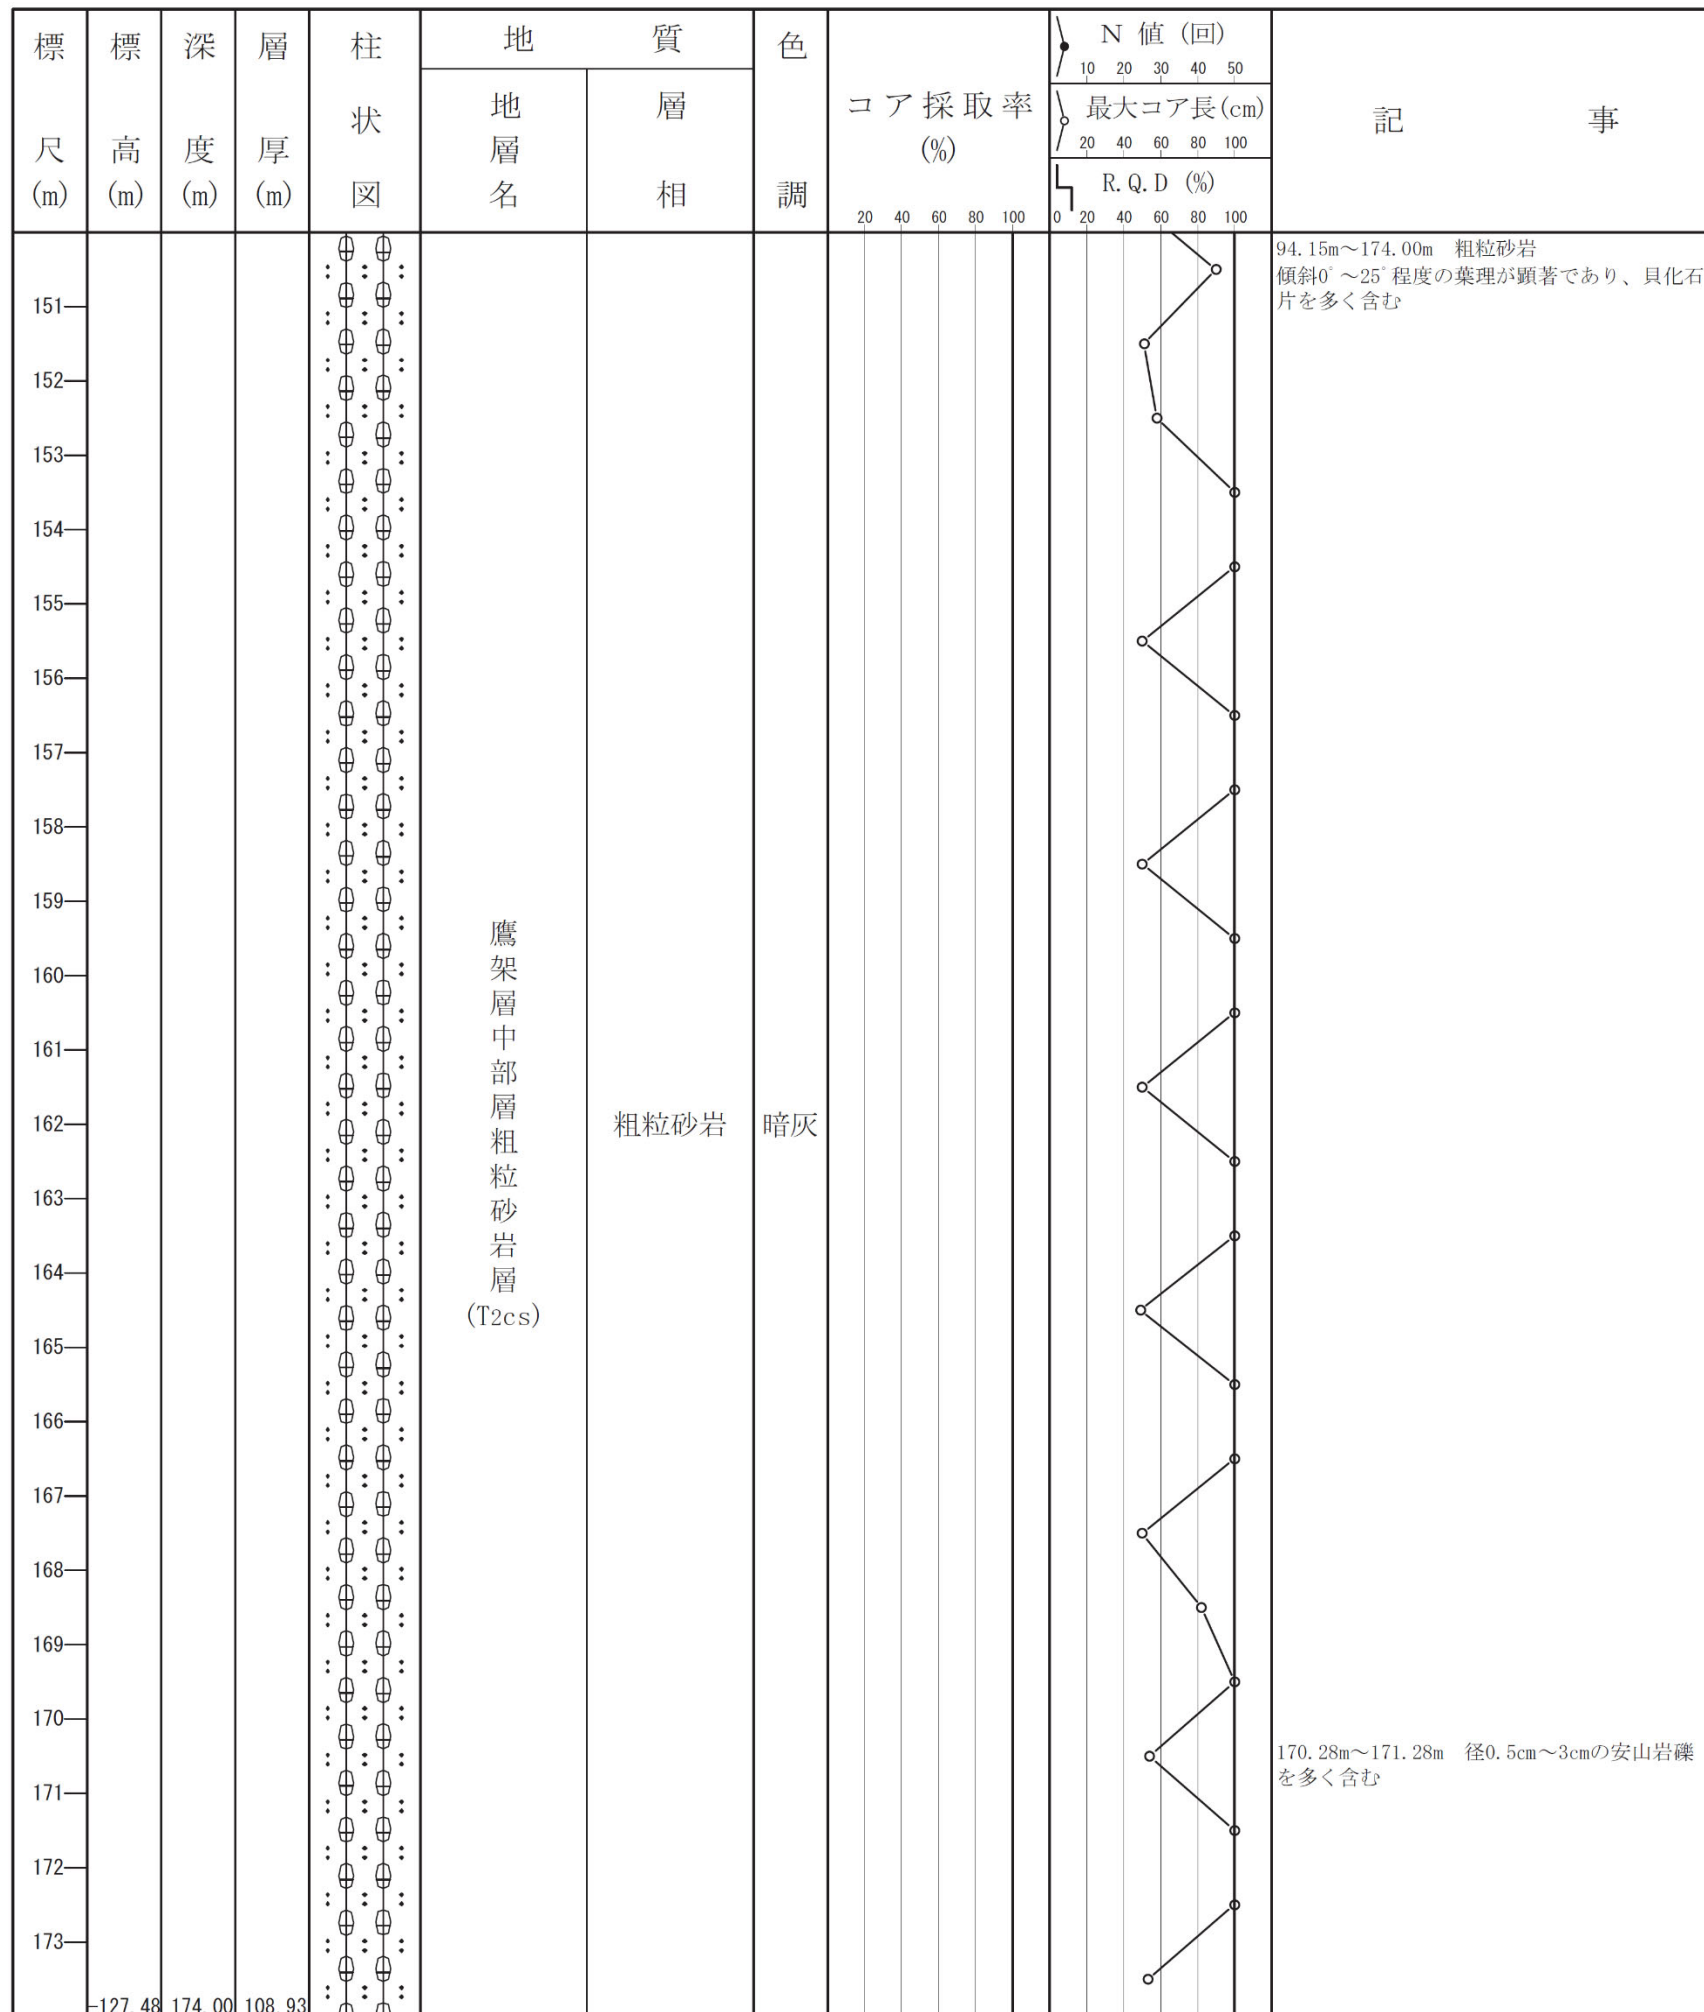 標尺(m)
標高(m)
深度(m)
層厚(m)
柱状図
地質
地層名
層相
色調
コア採取率
(%)
20 40 60 80 100
N 値 (回)
10 20 30 40 50
最大コア長(cm)
20 40 60 80 100
R.Q.D (%)
0 20 40 60 80 100
記事
94.15m～174.00m 粗粒砂岩
傾斜0°～25°程度の葉理が顕著であり、貝化石
片を多く含む
151
152
153
154
155
156
157
158
159
160
161
162
163
164
165
166
167
168
169
170
171
172
173
鷹架層中部層粗粒砂岩層
(T2cs)
粗粒砂岩
暗灰
170.28m～171.28m 径0.5cm～3cmの安山岩礫
を多く含む
-127.48 174.00 108.93